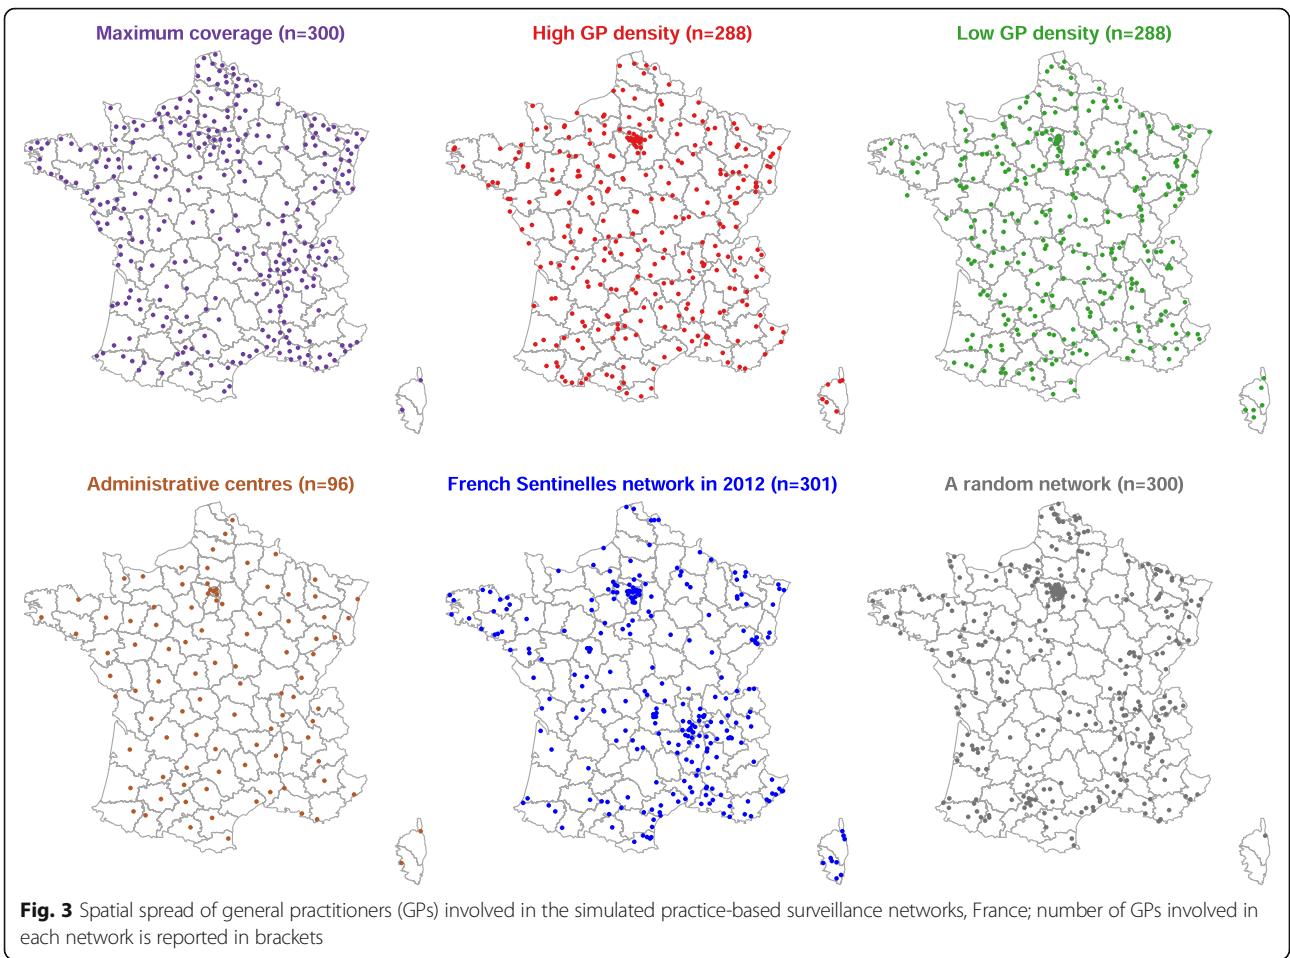 Maximum coverage (n=300)
High GP density (n=288)
Low GP density (n=288)
Administrative centres (n=96)
French Sentinelles network in 2012 (n=301)
A random network (n=300)
Fig. 3 Spatial spread of general practitioners (GPs) involved in the simulated practice-based surveillance networks, France; number of GPs involved in
each network is reported in brackets